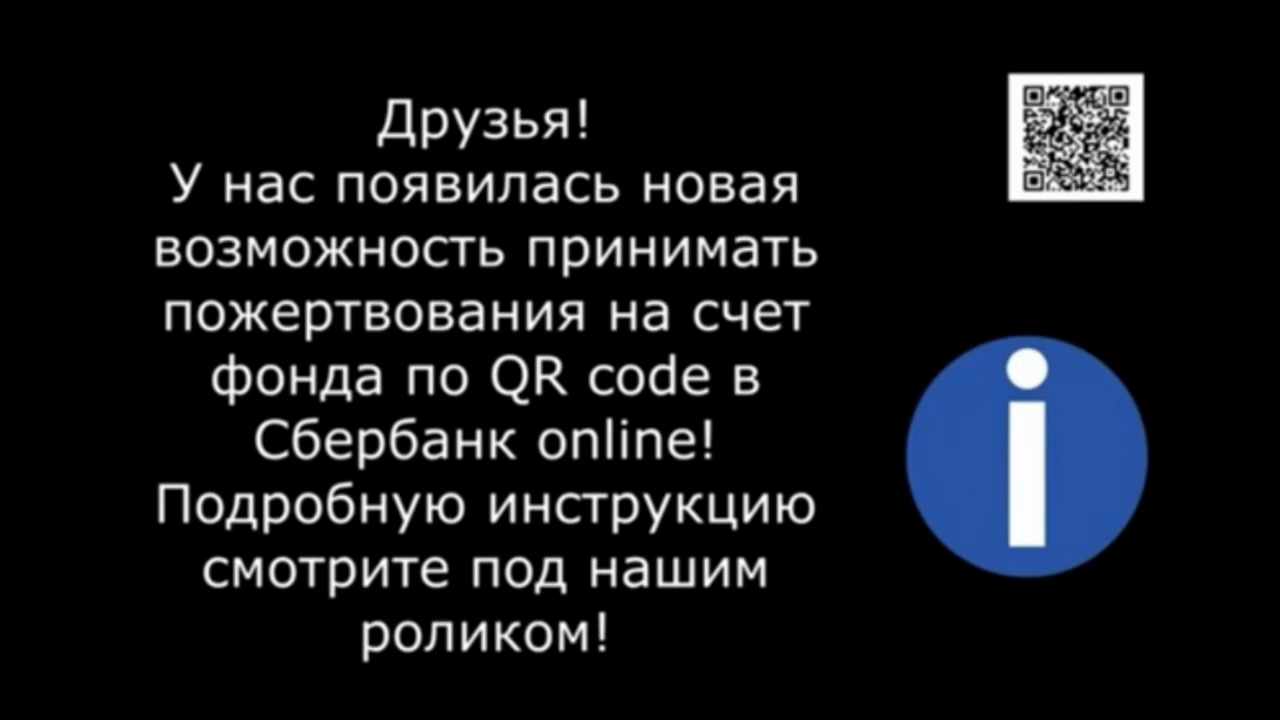 Друзья!
У нас появилась новая
возможность принимать
пожертвования на счет
фонда по QR code в
Сбербанк online!
Подробную инструкцию
смотрите под нашим
роликом!